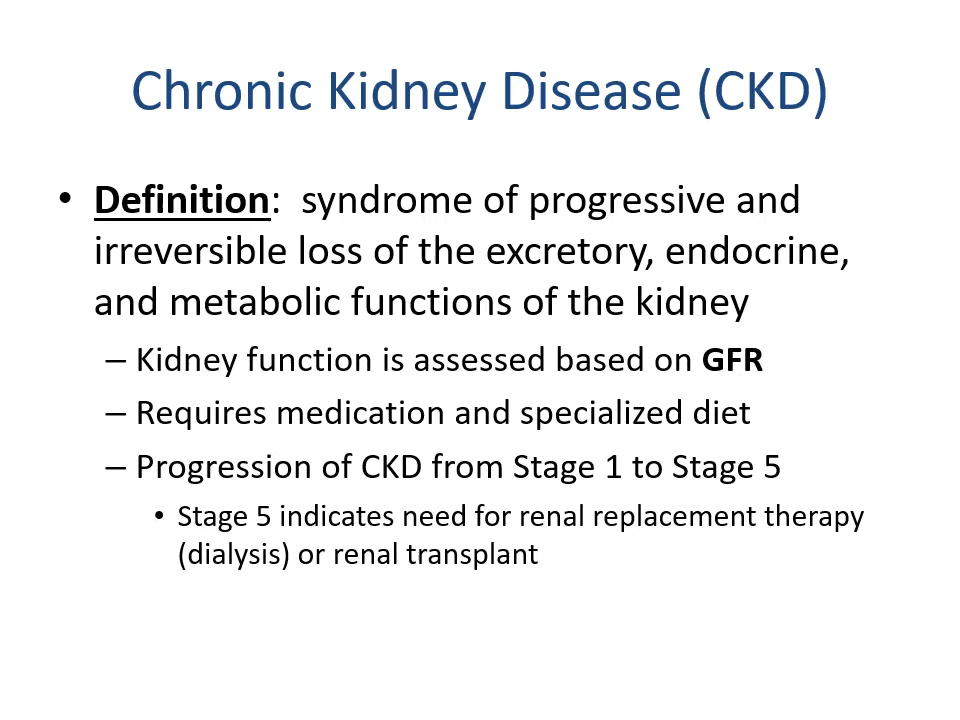 Chronic Kidney Disease (CKD)
• Definition:  syndrome of progressive and
irreversible loss of the excretory, endocrine,
and metabolic functions of the kidney
– Kidney function is assessed based on GFR
– Requires medication and specialized diet
– Progression of CKD from Stage 1 to Stage 5
• Stage 5 indicates need for renal replacement therapy
(dialysis) or renal transplant